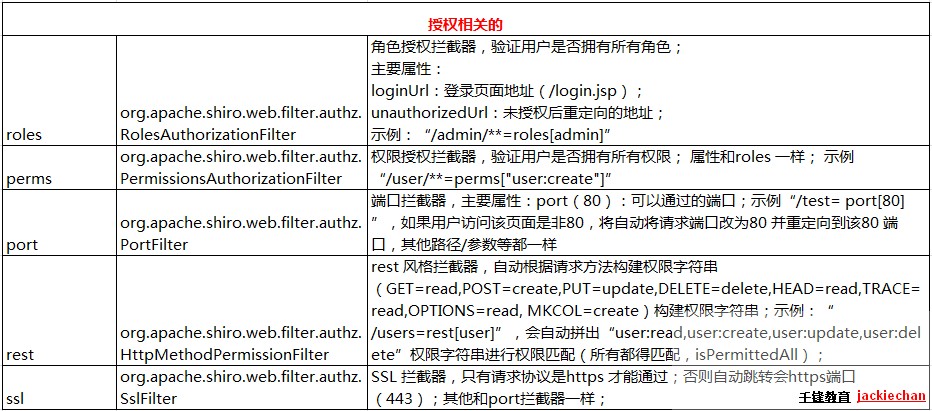 授权相关的
roles
org.apache.shiro.web.filter.authz.
RolesAuthorizationFilter
角色授权拦截器，验证用户是否拥有所有角色；
主要属性：
loginUrl：登录页面地址（/login.jsp）；
unauthorizedUrl：未授权后重定向的地址；
示例：“/admin/**=roles[admin]”
perms
org.apache.shiro.web.filter.authz.
PermissionsAuthorizationFilter
权限授权拦截器，验证用户是否拥有所有权限； 属性和roles 一样； 示例
“/user/**=perms["user:create"]”
port
org.apache.shiro.web.filter.authz.
PortFilter
端口拦截器，主要属性：port（80）：可以通过的端口；示例“/test= port[80]
”，如果用户访问该页面是非80，将自动将请求端口改为80 并重定向到该80 端
口，其他路径/参数等都一样
rest
org.apache.shiro.web.filter.authz.
HttpMethodPermissionFilter
rest 风格拦截器，自动根据请求方法构建权限字符串
（GET=read,POST=create,PUT=update,DELETE=delete,HEAD=read,TRACE=
read,OPTIONS=read, MKCOL=create）构建权限字符串；示例：“
/users=rest[user]”，会自动拼出“user:read,user:create,user:update,user:del
ete”权限字符串进行权限匹配（所有都得匹配，isPermittedAll）；
ssl
org.apache.shiro.web.filter.authz.
SslFilter
SSL 拦截器，只有请求协议是https 才能通过；否则自动跳转会https端口
（443）；其他和port拦截器一样；
千锋教育 jackiechan